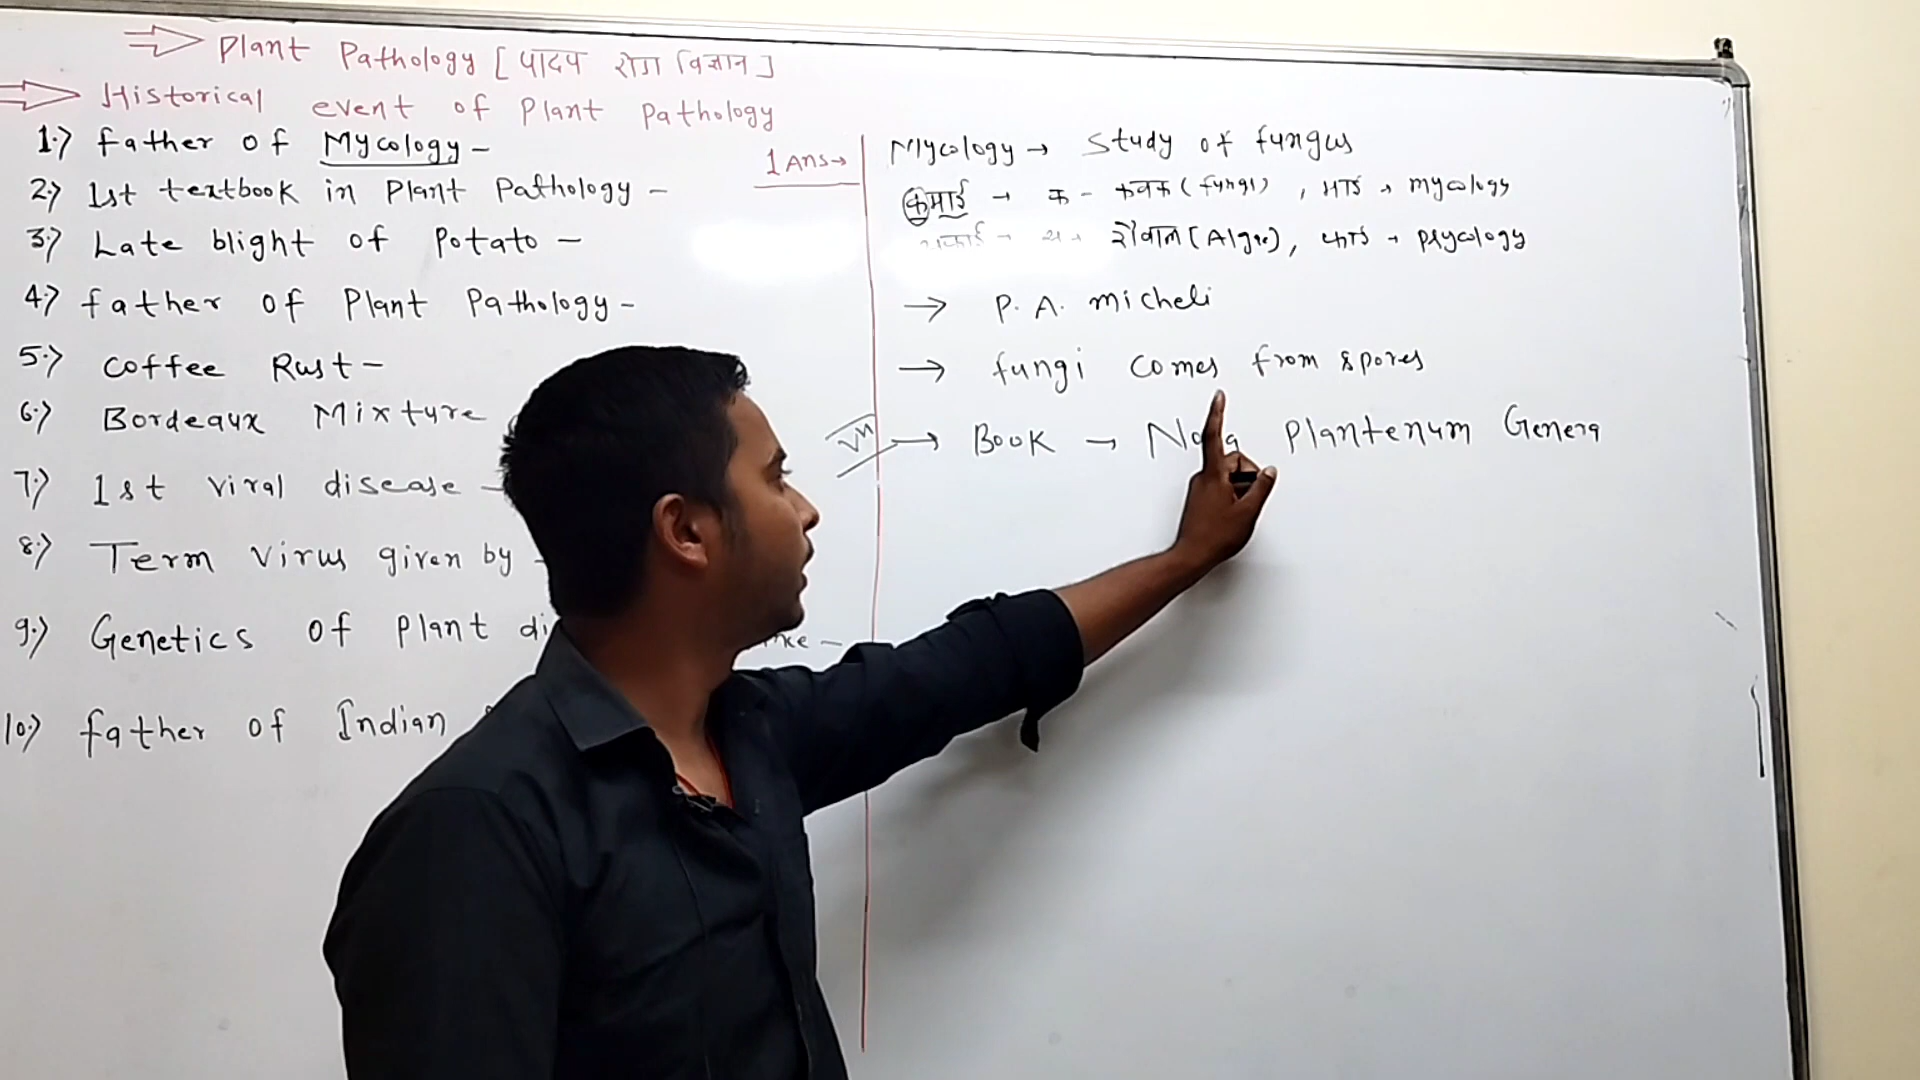 ⇒ Plant Pathology [पादप रोग विज्ञान]
⇒ Historical event of Plant Pathology
1.) Father of Mycology -
2.) 1st textbook in Plant Pathology -
3.) Late blight of Potato -
4.) father of Plant Pathology -
5.) Coffee Rust -
6.) Bordeaux Mixture
7.) 1st viral disease -
8.) Term virus given by -
9.) Genetics of Plant di
10.) father of Indian
1 Ans →
Mycology → Study of fungus
कमाई → क - कवक (fungi), माई → mycology
शैवाल (Algae), → phycology
→ P. A. micheli
→ fungi comes from spores
→ Book → Plantenum Genera